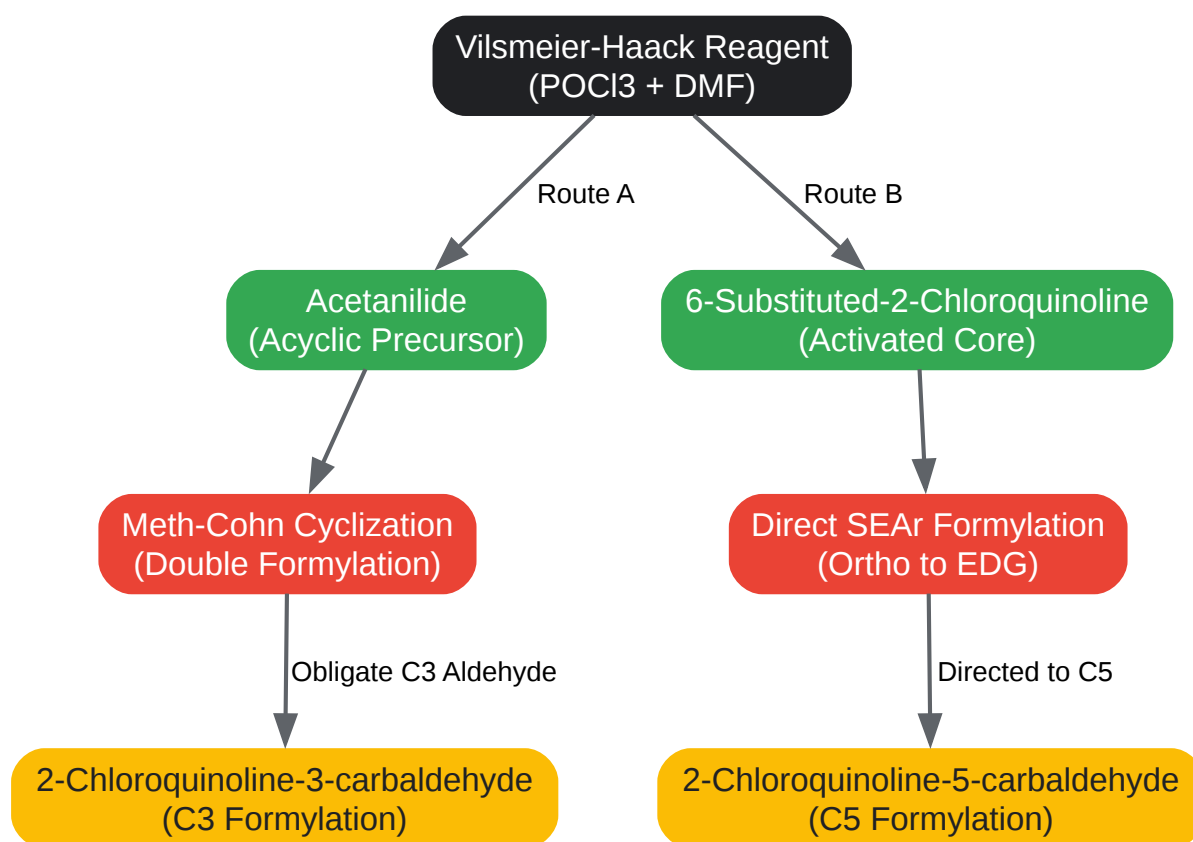 Vilsmeier-Haack Reagent
(POCl3 + DMF)
Route A
Route B
Acetanilide
(Acyclic Precursor)
6-Substituted-2-Chloroquinoline
(Activated Core)
Meth-Cohn Cyclization
(Double Formylation)
Direct SEAr Formylation
(Ortho to EDG)
Obligate C3 Aldehyde
Directed to C5
2-Chloroquinoline-3-carbaldehyde
(C3 Formylation)
2-Chloroquinoline-5-carbaldehyde
(C5 Formylation)